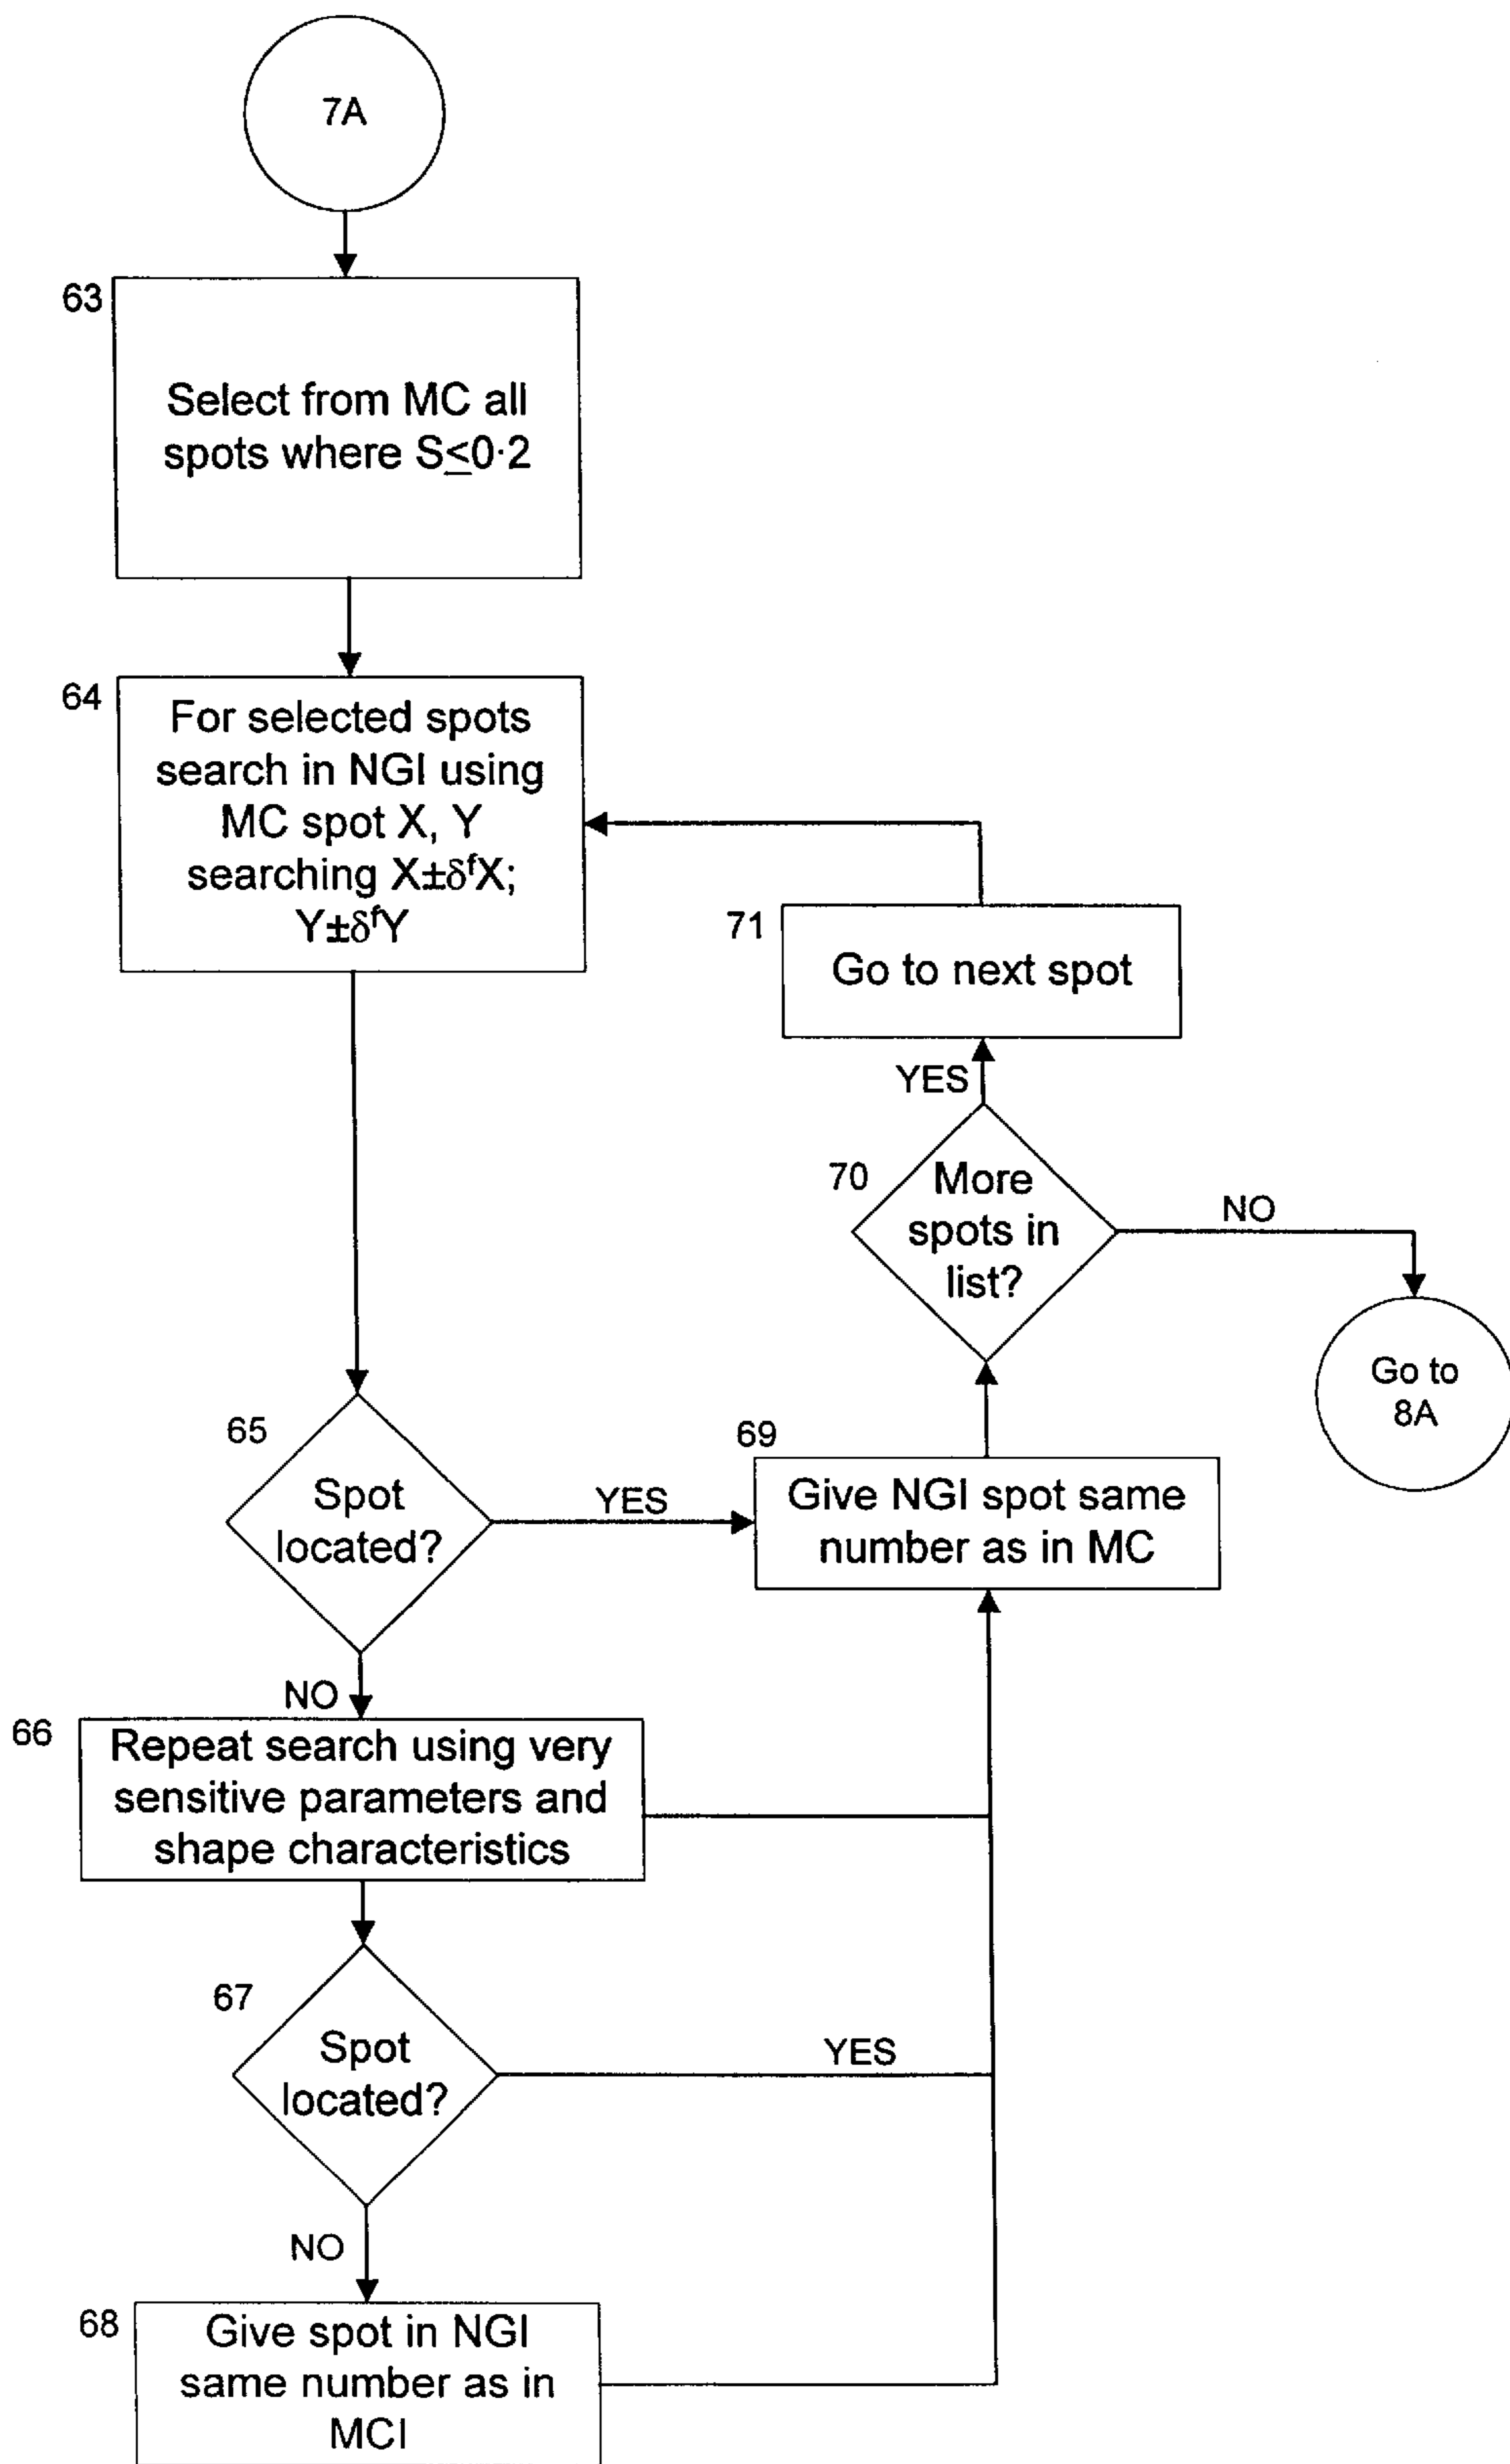 7A
63
Select from MC all
spots where S≤0·2
64
For selected spots
search in NGI using
MC spot X, Y
searching X±δᶠX;
Y±δᶠY
71
Go to next spot
YES
70
More
spots in
list?
NO
Go to
8A
65
Spot
located?
YES
69
Give NGI spot same
number as in MC
NO
66
Repeat search using very
sensitive parameters and
shape characteristics
67
Spot
located?
YES
NO
68
Give spot in NGI
same number as in
MCI